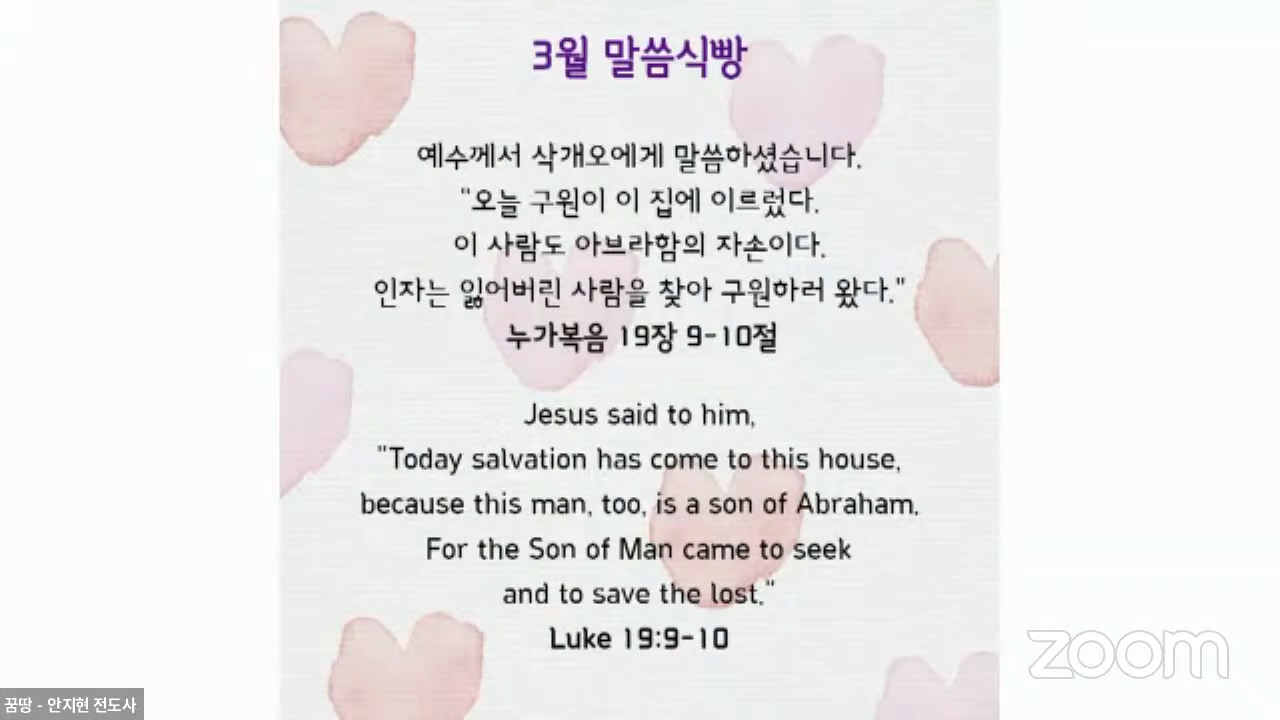 3월 말씀식빵
예수께서 삭개오에게 말씀하셨습니다.
"오늘 구원이 이 집에 이르렀다.
이 사람도 아브라함의 자손이다.
인자는 잃어버린 사람을 찾아 구원하러 왔다."
누가복음 19장 9-10절
Jesus said to him,
"Today salvation has come to this house,
because this man, too, is a son of Abraham.
For the Son of Man came to seek
and to save the lost."
Luke 19:9-10
zoom
꿈땅 - 안지현 전도사